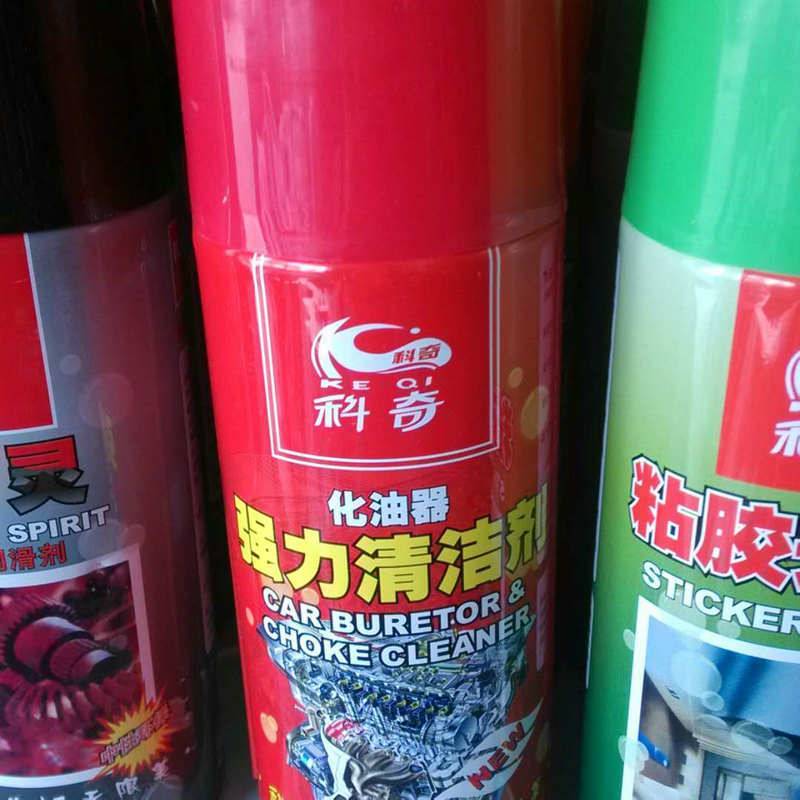 科奇
KE QI
科奇
化油器
强力清洁剂
CAR BURETOR &
CHOKE CLEANER
NEW
灵
SPIRIT
滑剂
粘胶
STICKER